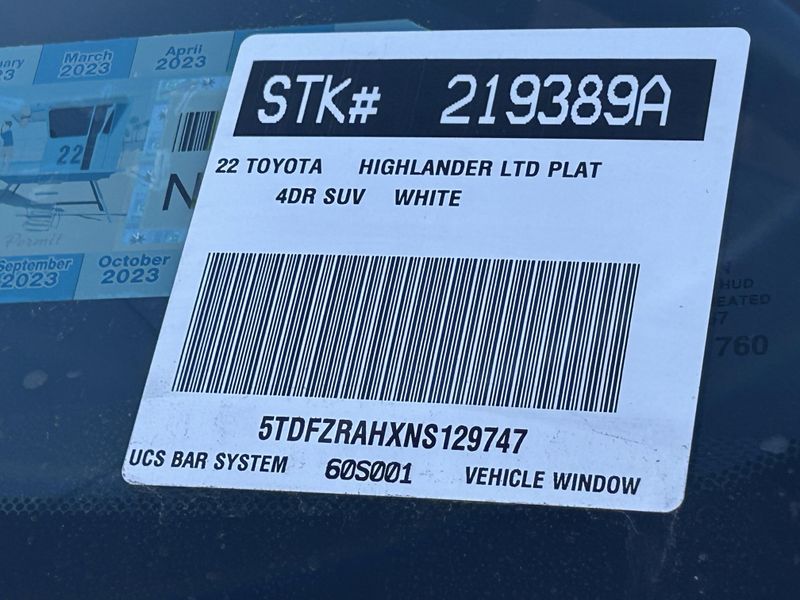 March
2023
April
2023
22
Permit
September
2023
October
2023
N
STK# 219389A
22 TOYOTA HIGHLANDER LTD PLAT
4DR SUV WHITE
5TDFZRAHXNS129747
UCS BAR SYSTEM 60S001 VEHICLE WINDOW
HUD
760